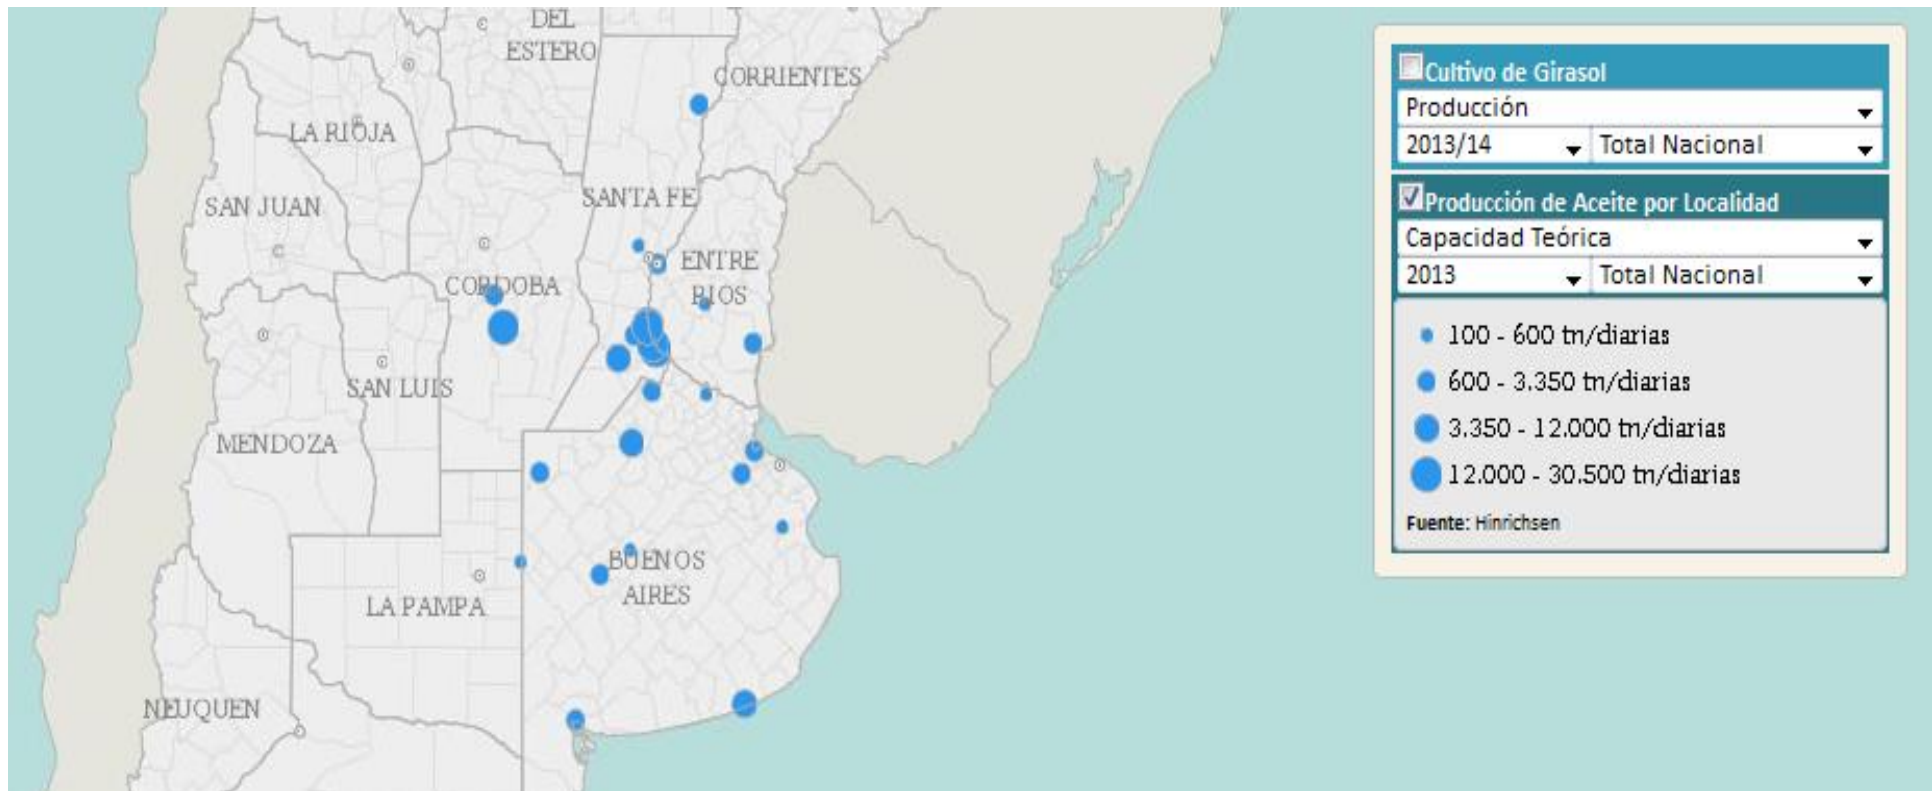 DEL
ESTERO
CORRIENTES
LA RIOJA
SANTA FE
SAN JUAN
ENTRE
RIOS
CORDOBA
SAN LUIS
MENDOZA
BUENOS
AIRES
LA PAMPA
NEUQUEN
Cultivo de Girasol
Producción
2013/14 Total Nacional
Producción de Aceite por Localidad
Capacidad Teórica
2013 Total Nacional
100 - 600 tn/diarias
600 - 3.350 tn/diarias
3.350 - 12.000 tn/diarias
12.000 - 30.500 tn/diarias
Fuente: Hinrichsen